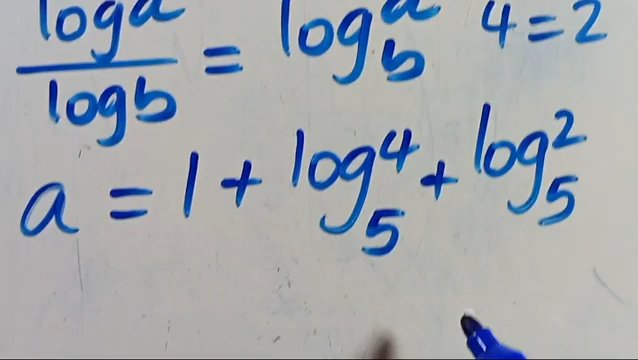 loga / logb = log_b^a 4=2
a = 1 + log_5^4 + log_5^2